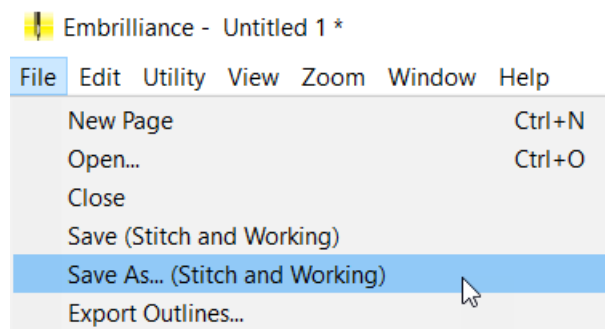 Embrilliance - Untitled 1 *
File Edit Utility View Zoom Window Help
New Page Ctrl+N
Open... Ctrl+O
Close
Save (Stitch and Working)
Save As... (Stitch and Working)
Export Outlines...